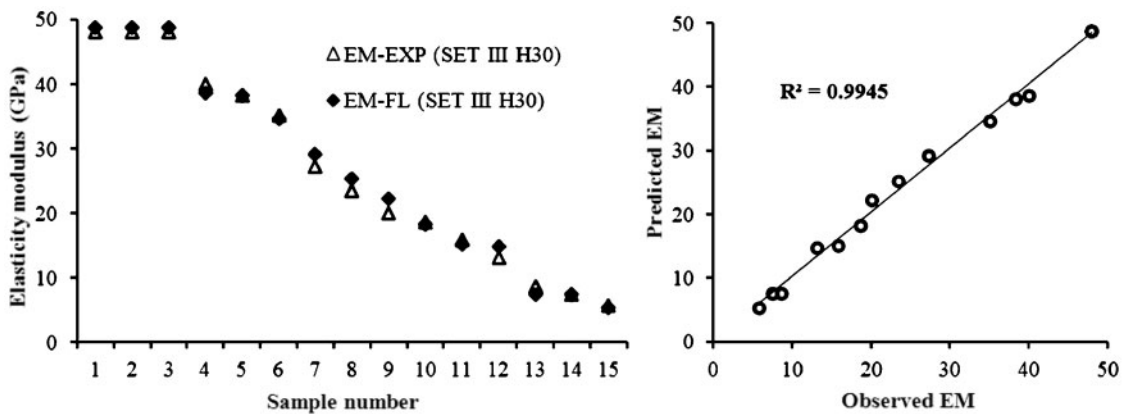 50
40
30
20
10
0
Elasticity modulus (GPa)
EM-EXP (SET III H30)
EM-FL (SET III H30)
1 2 3 4 5 6 7 8 9 10 11 12 13 14 15
Sample number
50
40
30
20
10
0
Predicted EM
R² = 0.9945
0 10 20 30 40 50
Observed EM